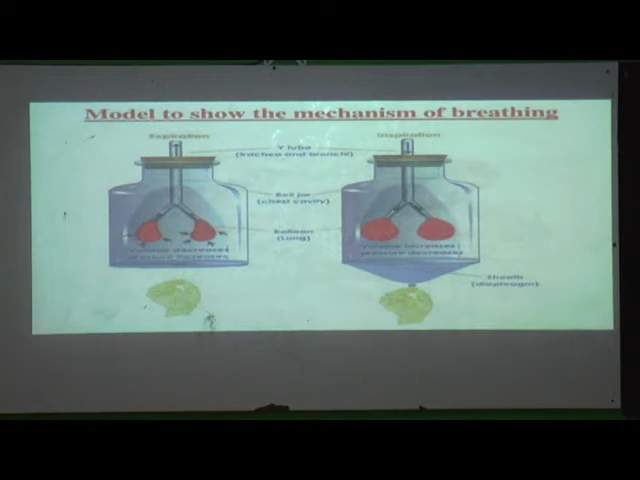 Model to show the mechanism of breathing
Expiration
Inspiration
Y tube
(trachea and bronchi)
Bell jar
(chest cavity)
Balloon
(Lung)
Volume decreases
pressure increases
Volume increases
pressure decreases
Sheath
(diaphragm)